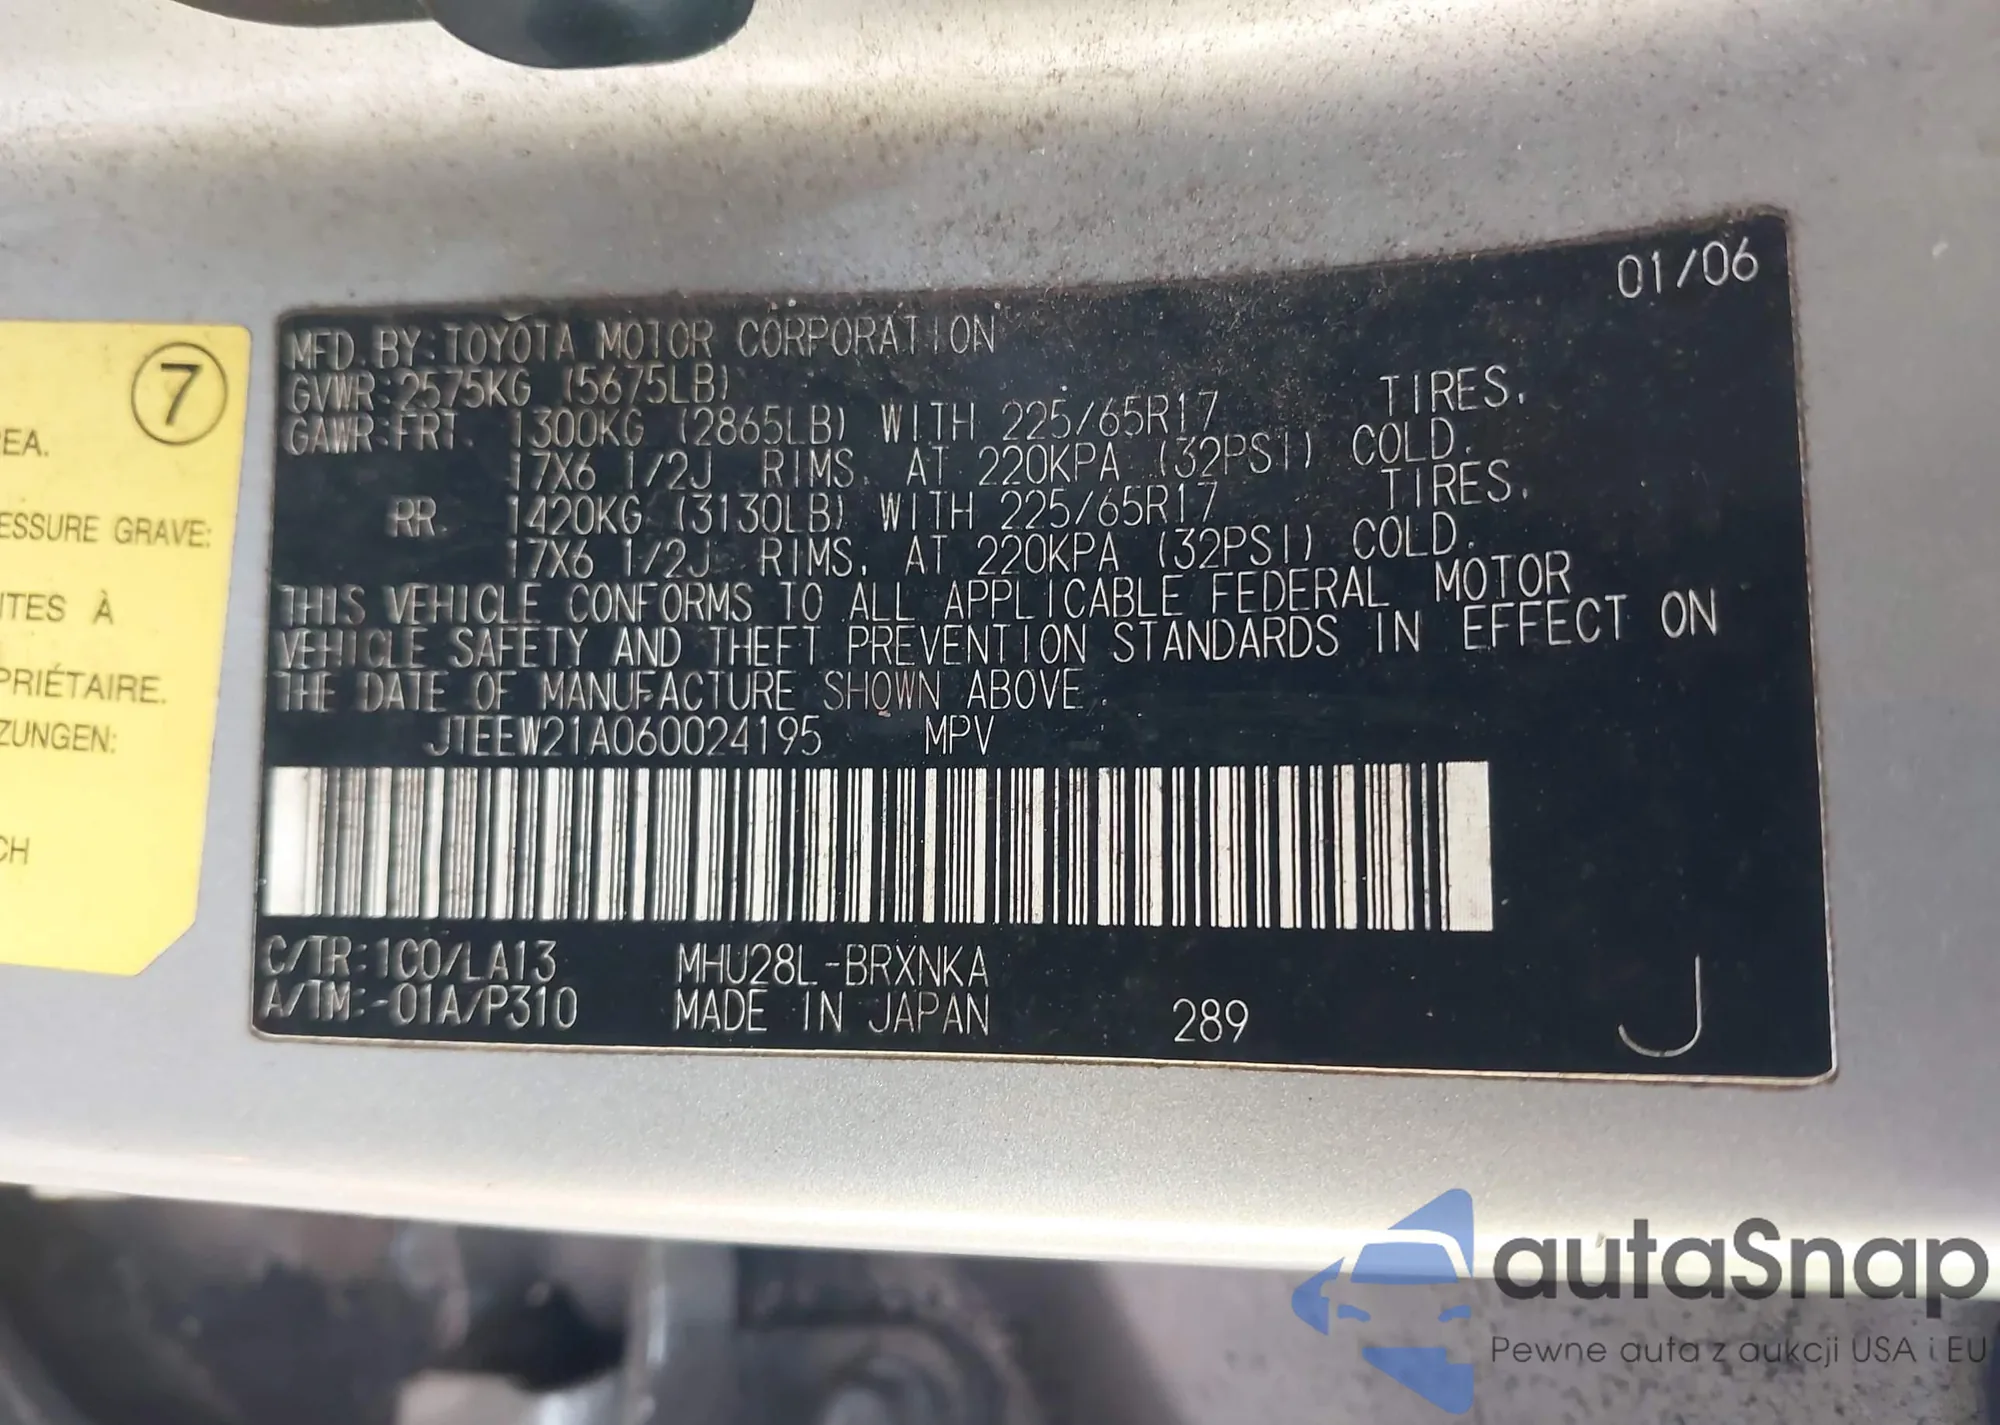 7
EA.
ESSURE GRAVE:
ITES À
PRIÉTAIRE.
ZUNGEN:
CH
01/06
MFD. BY: TOYOTA MOTOR CORPORATION
GVWR: 2575KG (5675LB)
GAWR: FRT. 1300KG (2865LB) WITH 225/65R17 TIRES,
17X6 1/2J RIMS, AT 220KPA (32PSI) COLD.
RR. 1420KG (3130LB) WITH 225/65R17 TIRES,
17X6 1/2J RIMS, AT 220KPA (32PSI) COLD.
THIS VEHICLE CONFORMS TO ALL APPLICABLE FEDERAL MOTOR
VEHICLE SAFETY AND THEFT PREVENTION STANDARDS IN EFFECT ON
THE DATE OF MANUFACTURE SHOWN ABOVE.
JTEEW21A060024195 MPV
C/TR: 1C0/LA13 MHU28L-BRXNKA
A/TM: -01A/P310 MADE IN JAPAN 289 J
autaSnap
Pewne auta z aukcji USA i EU